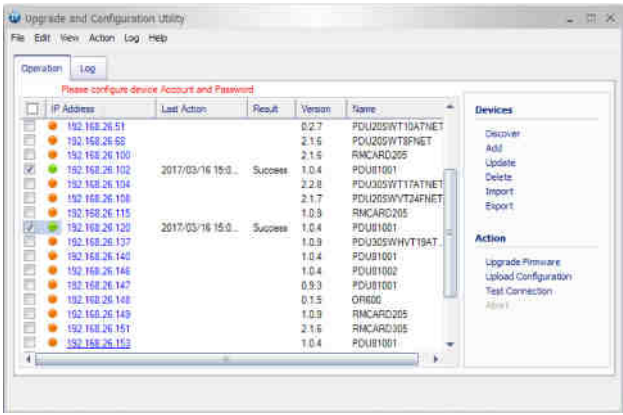 Upgrade and Configuration Utility
File Edit View Action Log Help
Operation Log
Please configure device Account and Password
IP Address Last Action Result Version Name
192.168.26.51 0.2.7 PDU20SWT10ATNET
192.168.26.68 2.1.6 PDU20SWT8FNET
192.168.26.100 2.1.6 RMCARD205
192.168.26.102 2017/03/16 15:0... Success 1.0.4 PDU81001
192.168.26.104 2.2.8 PDU30SWT17ATNET
192.168.26.108 2.1.7 PDU20SWVT24FNET
192.168.26.115 1.0.9 RMCARD205
192.168.26.120 2017/03/16 15:0... Success 1.0.4 PDU81001
192.168.26.137 1.0.9 PDU30SWHVT19AT...
192.168.26.140 1.0.4 PDU81001
192.168.26.146 1.0.4 PDU81002
192.168.26.147 0.9.3 PDU81001
192.168.26.148 0.1.5 OR600
192.168.26.149 1.0.9 RMCARD205
192.168.26.151 2.1.6 RMCARD305
192.168.26.153 1.0.4 PDU81001
Devices
Discover
Add
Update
Delete
Import
Export
Action
Upgrade Firmware
Upload Configuration
Test Connection
Abort